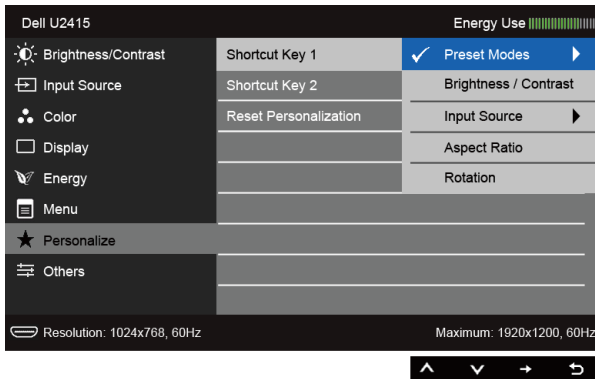 Dell U2415 Energy Use
Brightness/Contrast Shortcut Key 1 Preset Modes
Input Source Shortcut Key 2 Brightness / Contrast
Color Reset Personalization Input Source
Display Aspect Ratio
Energy Rotation
Menu
Personalize
Others
Resolution: 1024x768, 60Hz Maximum: 1920x1200, 60Hz